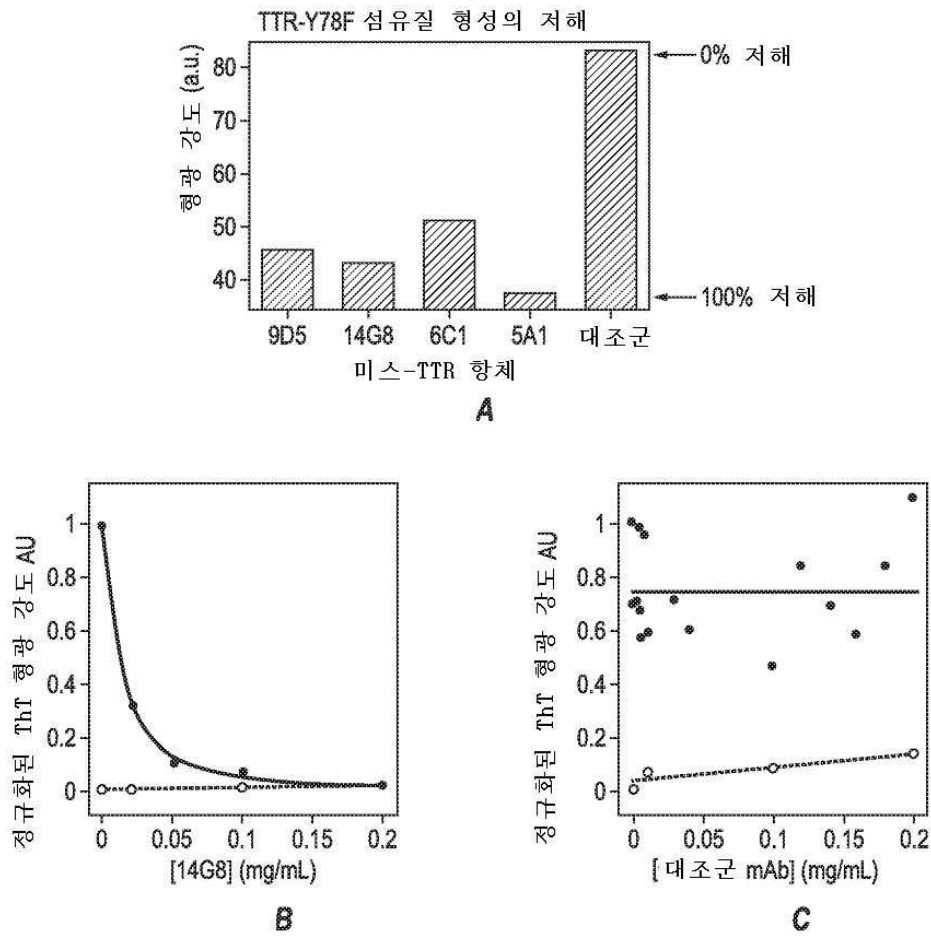 TTR-Y78F 섬유질 형성의 저해
형광 강도 (a.u.)
80
70
60
50
40
0% 저해
100% 저해
9D5 14G8 6C1 5A1 대조군
미스-TTR 항체
A
정규화된 ThT 형광 강도 AU
1
0.8
0.6
0.4
0.2
0
0 0.05 0.1 0.15 0.2
[14G8] (mg/mL)
B
정규화된 ThT 형광 강도 AU
1
0.8
0.6
0.4
0.2
0
0 0.05 0.1 0.15 0.2
[대조군 mAb] (mg/mL)
C